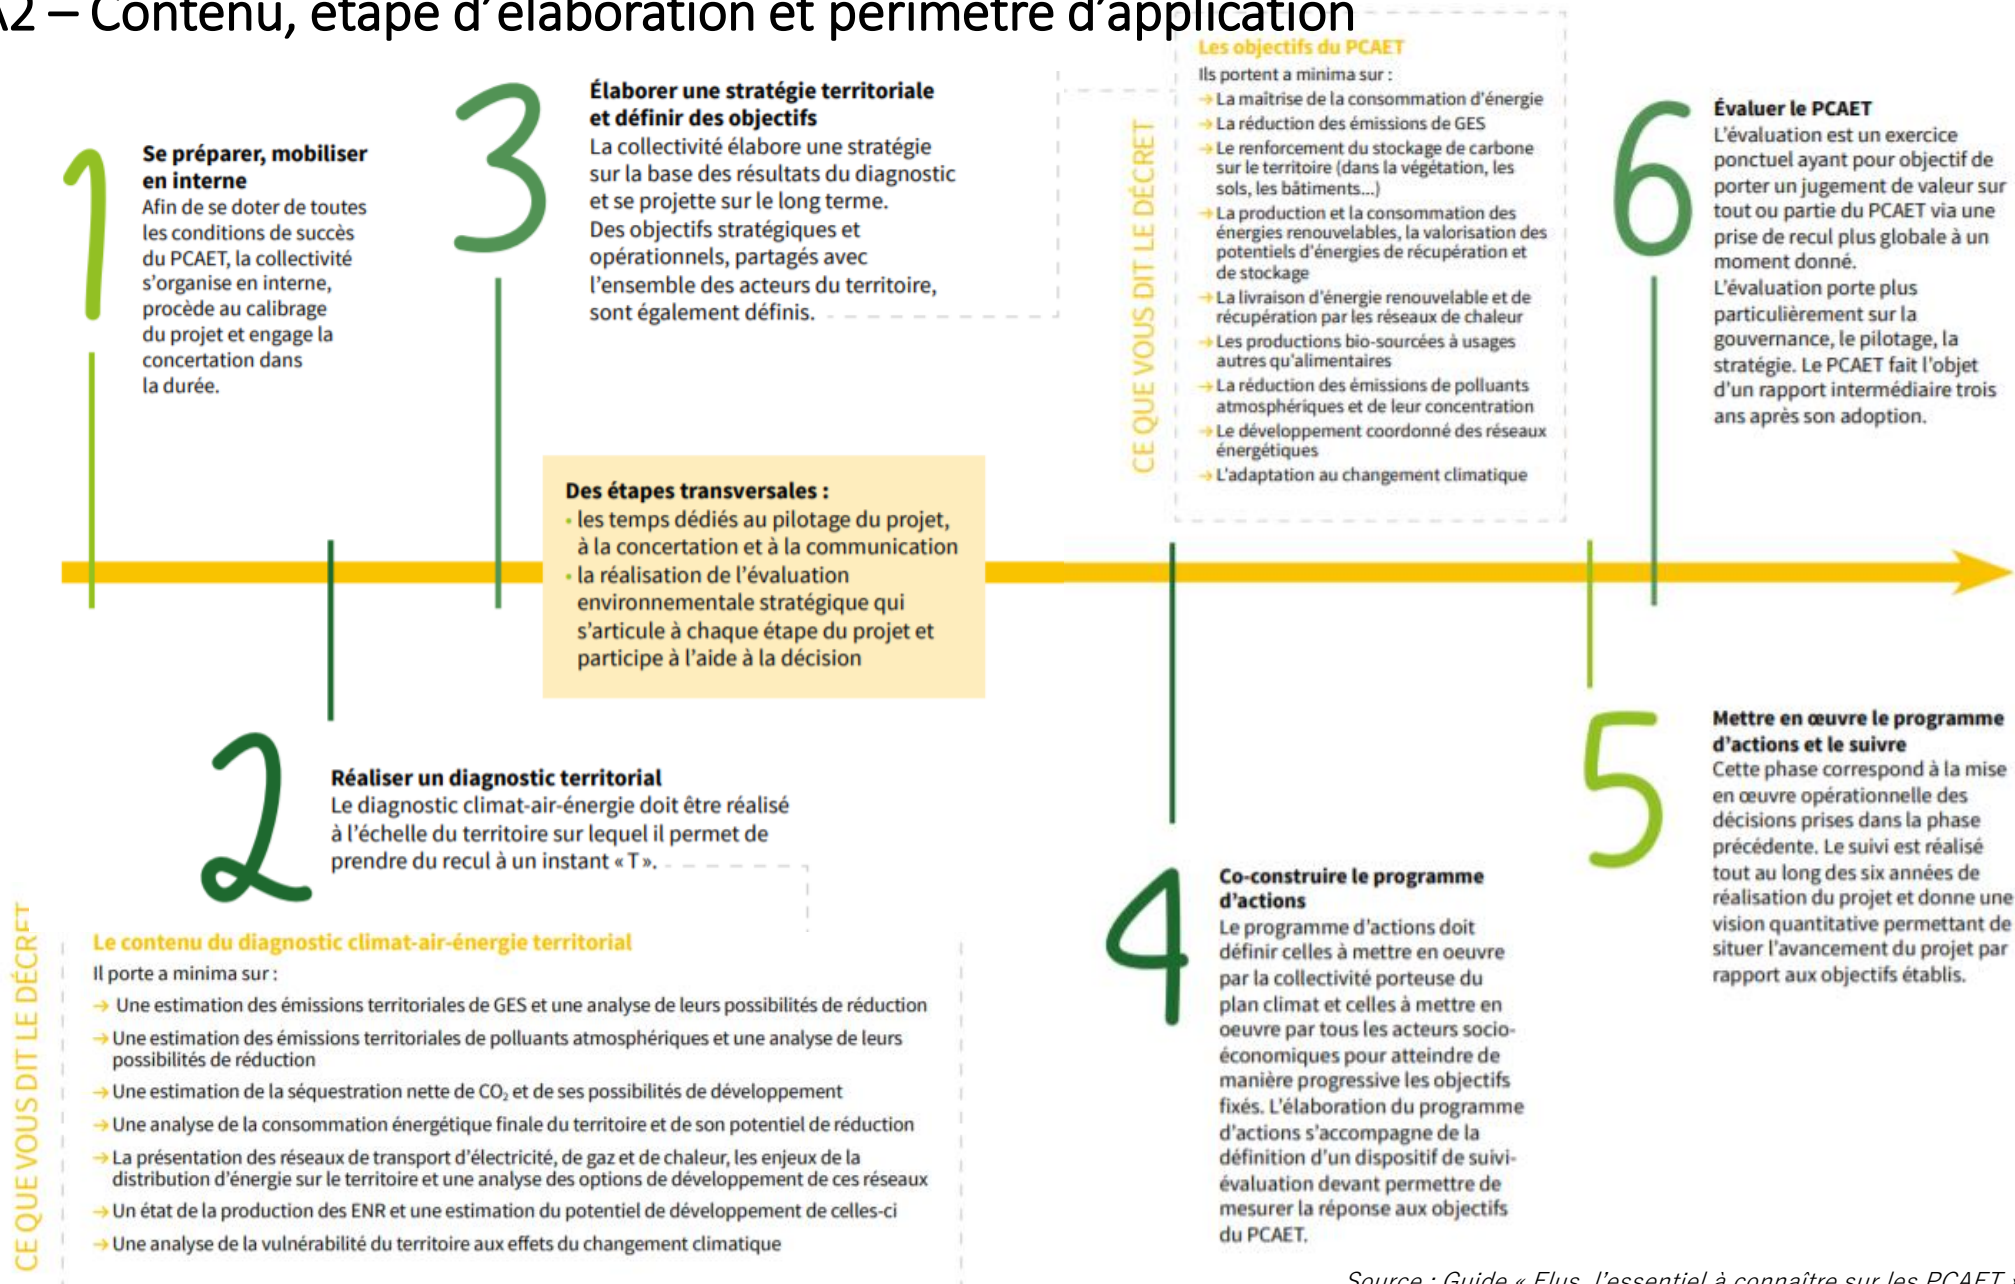 A2 – Contenu, étape d'élaboration et périmètre d'application
1
Se préparer, mobiliser
en interne
Afin de se doter de toutes
les conditions de succès
du PCAET, la collectivité
s'organise en interne,
procède au calibrage
du projet et engage la
concertation dans
la durée.
2
Réaliser un diagnostic territorial
Le diagnostic climat-air-énergie doit être réalisé
à l'échelle du territoire sur lequel il permet de
prendre du recul à un instant « T ».
CE QUE VOUS DIT LE DÉCRET
Le contenu du diagnostic climat-air-énergie territorial
Il porte a minima sur :
→ Une estimation des émissions territoriales de GES et une analyse de leurs possibilités de réduction
→ Une estimation des émissions territoriales de polluants atmosphériques et une analyse de leurs
possibilités de réduction
→ Une estimation de la séquestration nette de CO₂ et de ses possibilités de développement
→ Une analyse de la consommation énergétique finale du territoire et de son potentiel de réduction
→ La présentation des réseaux de transport d'électricité, de gaz et de chaleur, les enjeux de la
distribution d'énergie sur le territoire et une analyse des options de développement de ces réseaux
→ Un état de la production des ENR et une estimation du potentiel de développement de celles-ci
→ Une analyse de la vulnérabilité du territoire aux effets du changement climatique
3
Élaborer une stratégie territoriale
et définir des objectifs
La collectivité élabore une stratégie
sur la base des résultats du diagnostic
et se projette sur le long terme.
Des objectifs stratégiques et
opérationnels, partagés avec
l'ensemble des acteurs du territoire,
sont également définis.
CE QUE VOUS DIT LE DÉCRET
Les objectifs du PCAET
Ils portent a minima sur :
→ La maîtrise de la consommation d'énergie
→ La réduction des émissions de GES
→ Le renforcement du stockage de carbone
sur le territoire (dans la végétation, les
sols, les bâtiments...)
→ La production et la consommation des
énergies renouvelables, la valorisation des
potentiels d'énergies de récupération et
de stockage
→ La livraison d'énergie renouvelable et de
récupération par les réseaux de chaleur
→ Les productions bio-sourcées à usages
autres qu'alimentaires
→ La réduction des émissions de polluants
atmosphériques et de leur concentration
→ Le développement coordonné des réseaux
énergétiques
→ L'adaptation au changement climatique
Des étapes transversales :
• les temps dédiés au pilotage du projet,
à la concertation et à la communication
• la réalisation de l'évaluation
environnementale stratégique qui
s'articule à chaque étape du projet et
participe à l'aide à la décision
4
Co-construire le programme
d'actions
Le programme d'actions doit
définir celles à mettre en oeuvre
par la collectivité porteuse du
plan climat et celles à mettre en
oeuvre par tous les acteurs socio-
économiques pour atteindre de
manière progressive les objectifs
fixés. L'élaboration du programme
d'actions s'accompagne de la
définition d'un dispositif de suivi-
évaluation devant permettre de
mesurer la réponse aux objectifs
du PCAET.
5
Mettre en œuvre le programme
d'actions et le suivre
Cette phase correspond à la mise
en œuvre opérationnelle des
décisions prises dans la phase
précédente. Le suivi est réalisé
tout au long des six années de
réalisation du projet et donne une
vision quantitative permettant de
situer l'avancement du projet par
rapport aux objectifs établis.
6
Évaluer le PCAET
L'évaluation est un exercice
ponctuel ayant pour objectif de
porter un jugement de valeur sur
tout ou partie du PCAET via une
prise de recul plus globale à un
moment donné.
L'évaluation porte plus
particulièrement sur la
gouvernance, le pilotage, la
stratégie. Le PCAET fait l'objet
d'un rapport intermédiaire trois
ans après son adoption.
Source : Guide « Elus, l'essentiel à connaître sur les PCAET »